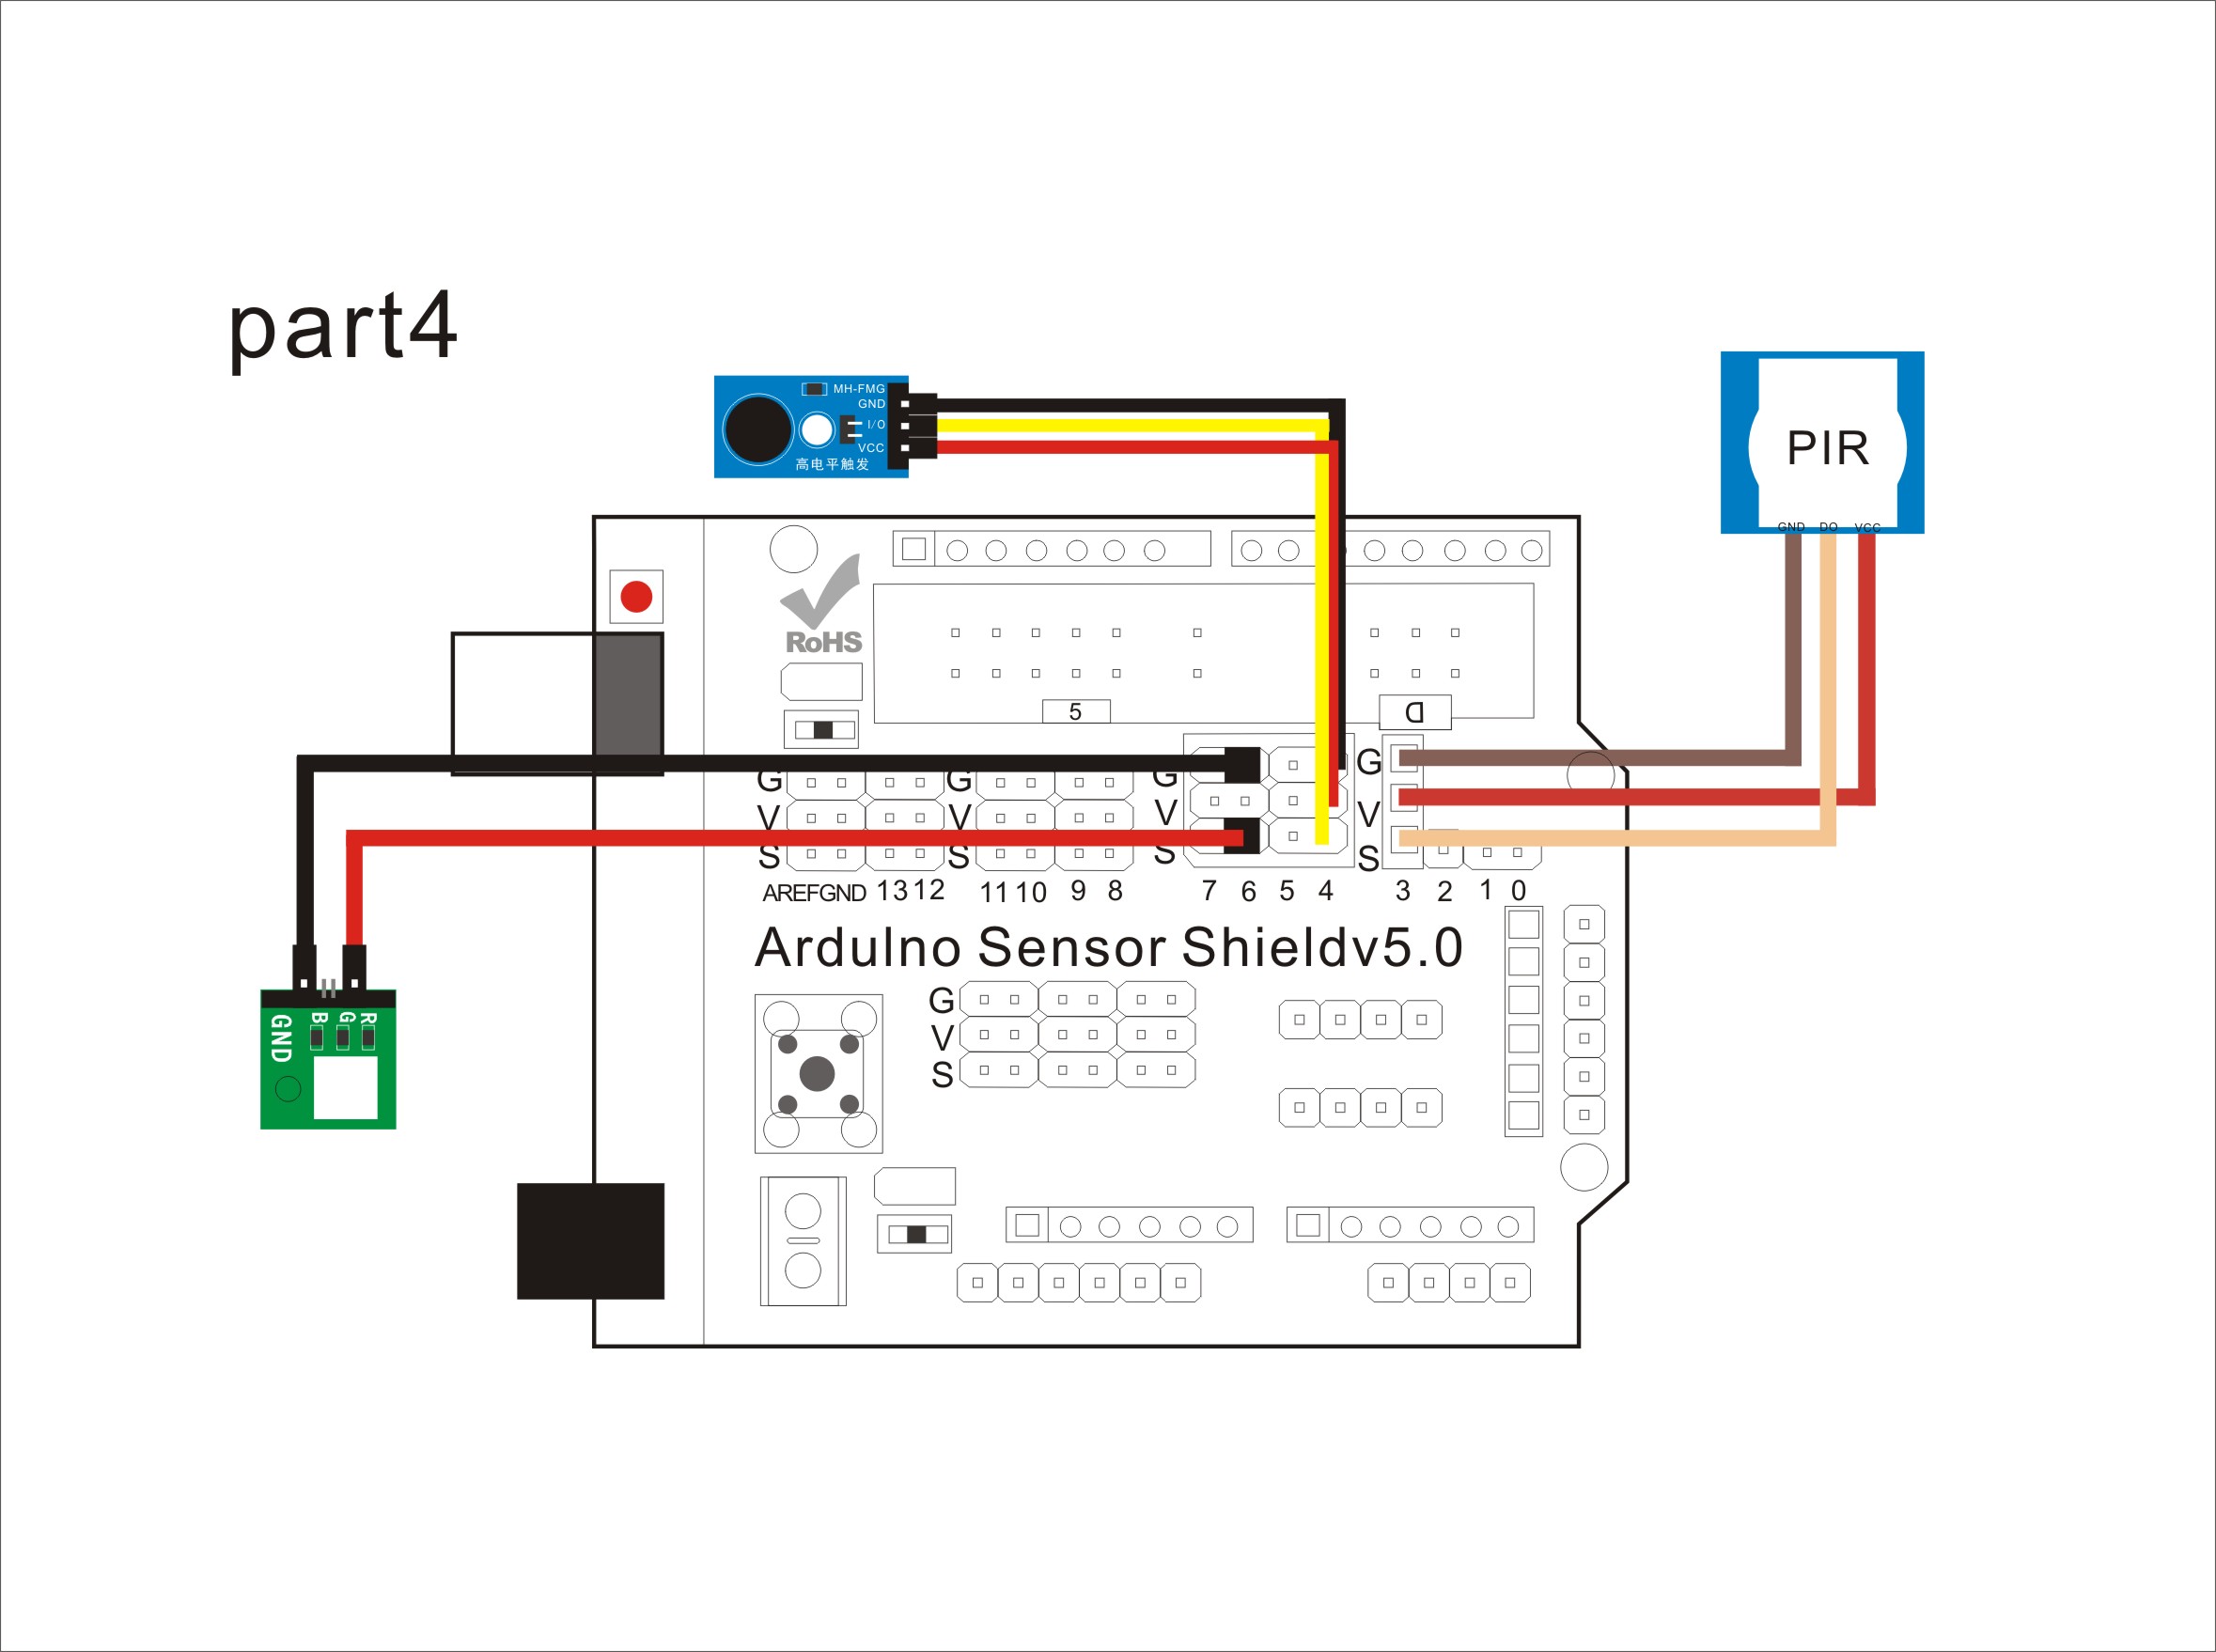 part4
MH-FMG
GND
I/O
VCC
高电平触发
PIR
GND DO VCC
RoHS
5
D
G G G G
V V V V
S S S S
AREFGND 13 12 11 10 9 8 7 6 5 4 3 2 1 0
Ardulno Sensor Shieldv5.0
GND B G R
G
V
S